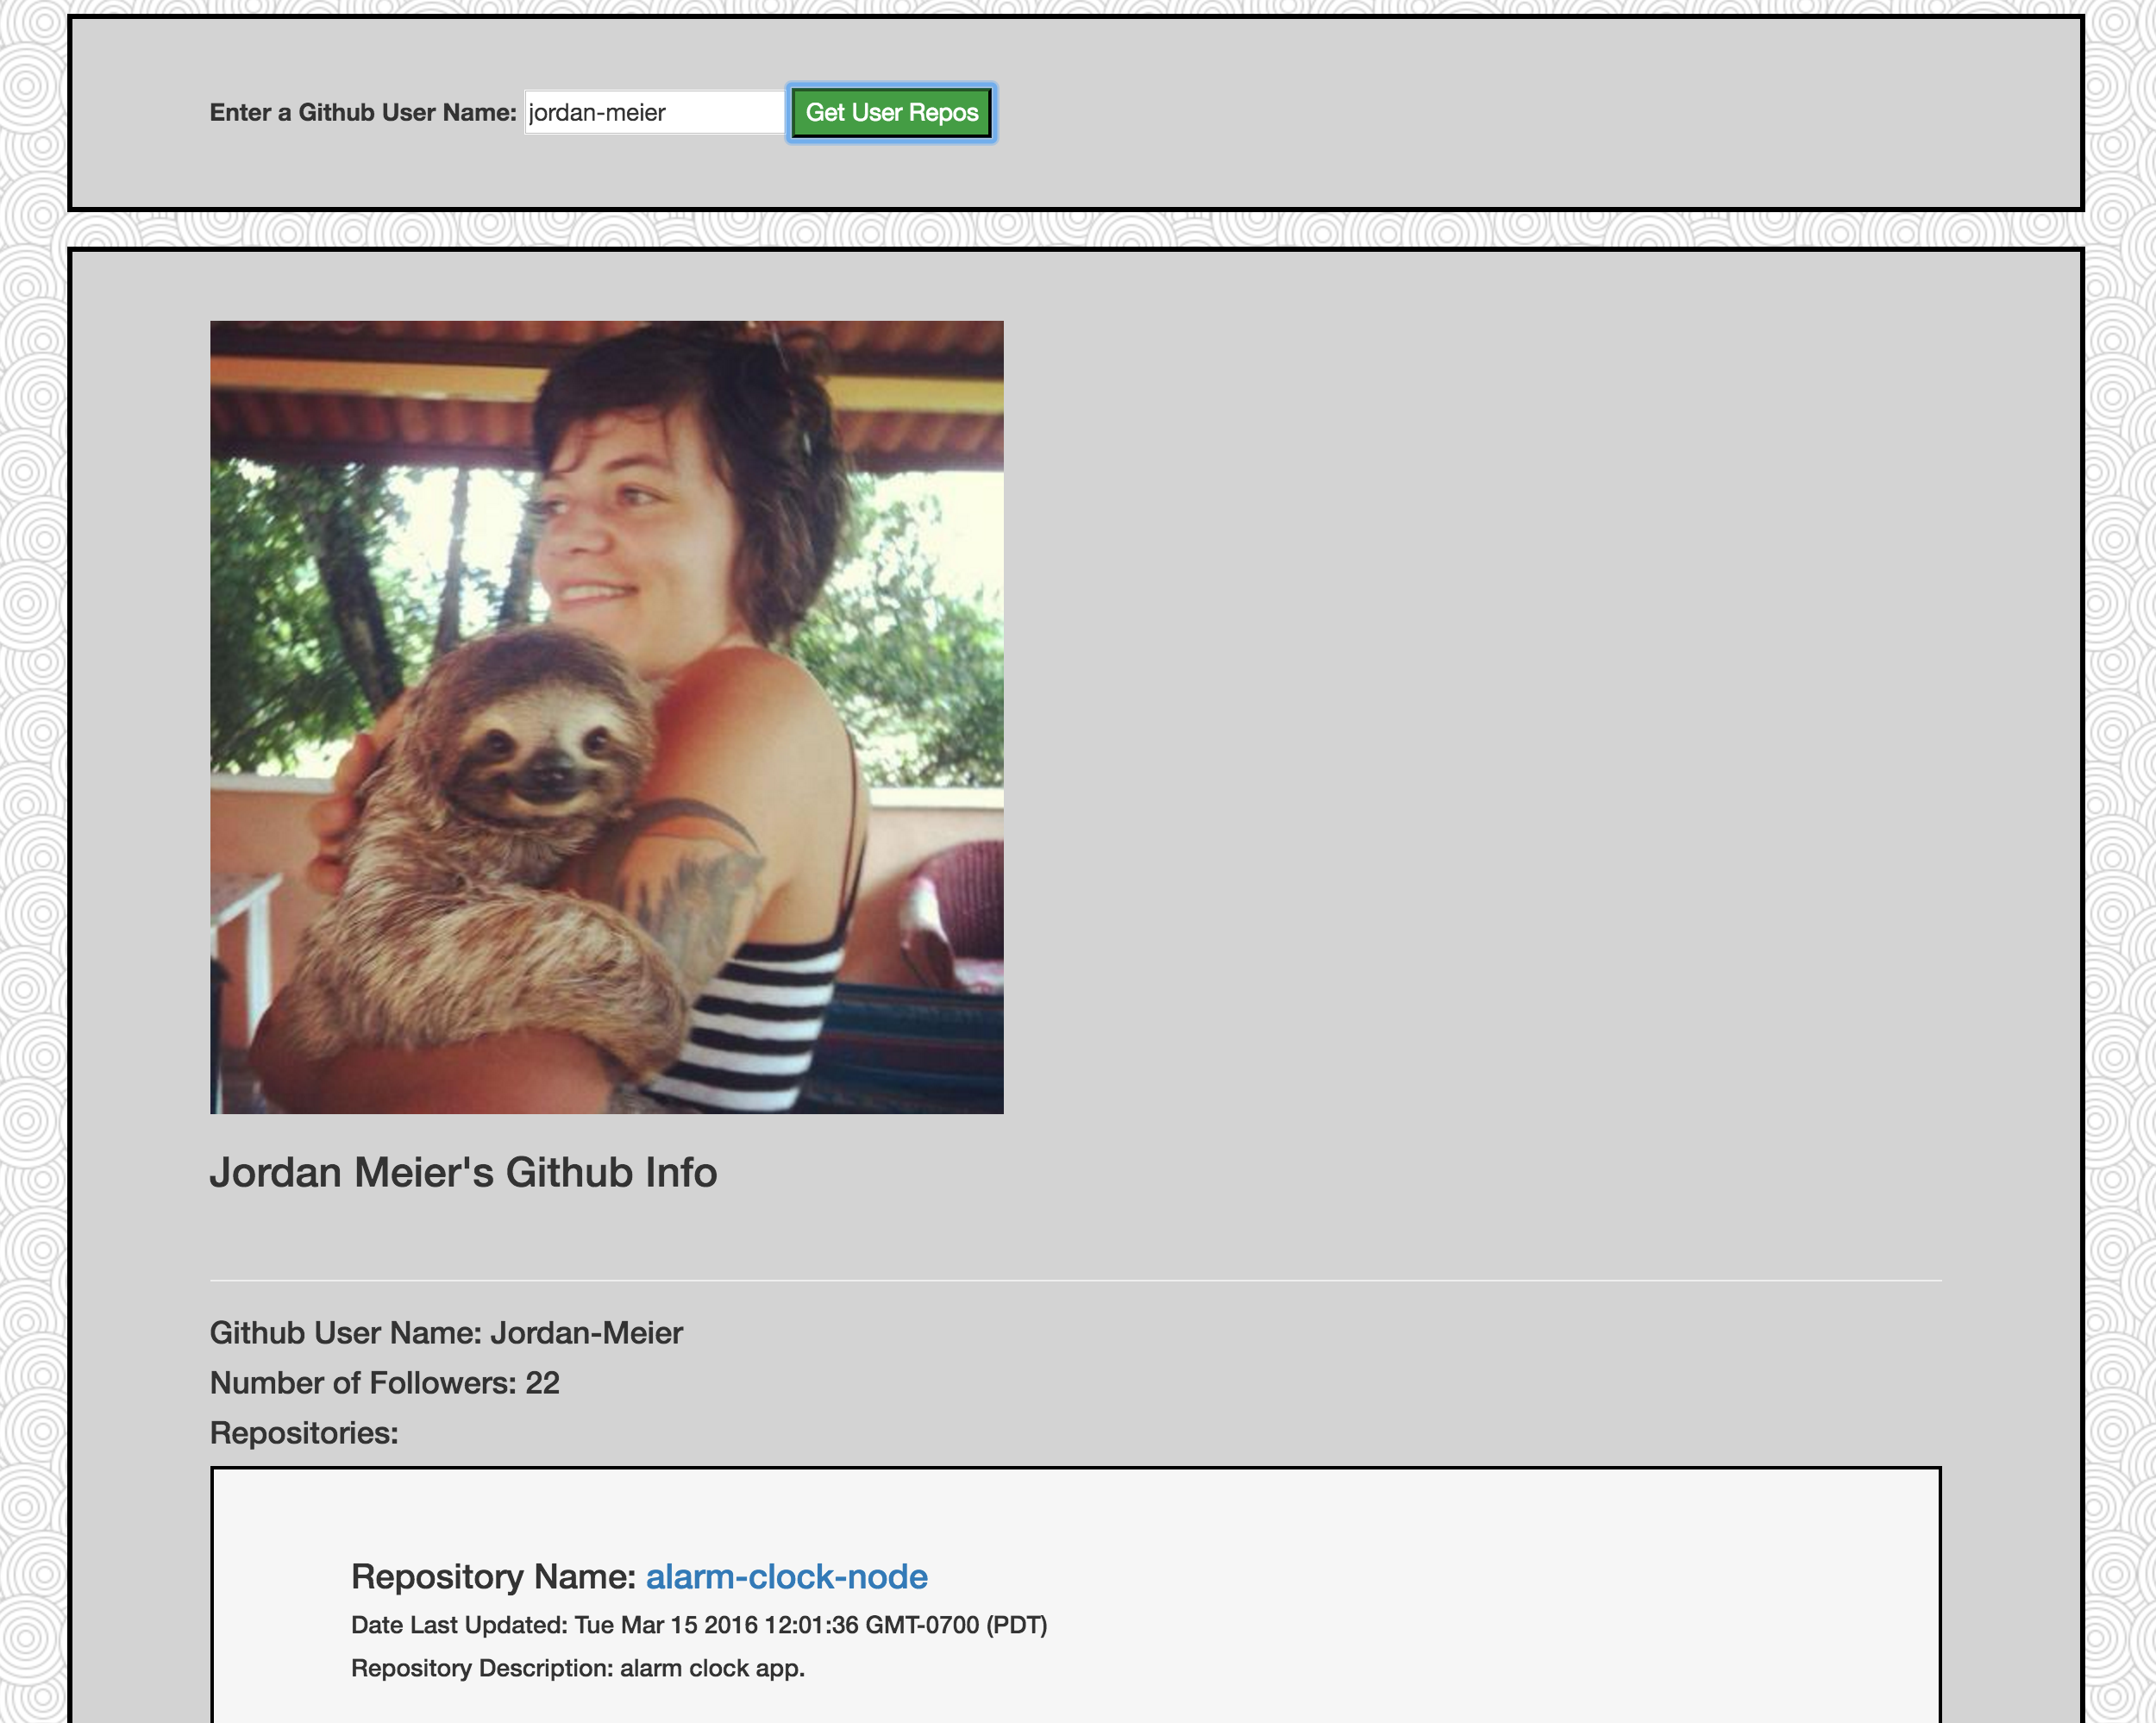 Enter a Github User Name: jordan-meier Get User Repos
Jordan Meier's Github Info
Github User Name: Jordan-Meier
Number of Followers: 22
Repositories:
Repository Name: alarm-clock-node
Date Last Updated: Tue Mar 15 2016 12:01:36 GMT-0700 (PDT)
Repository Description: alarm clock app.